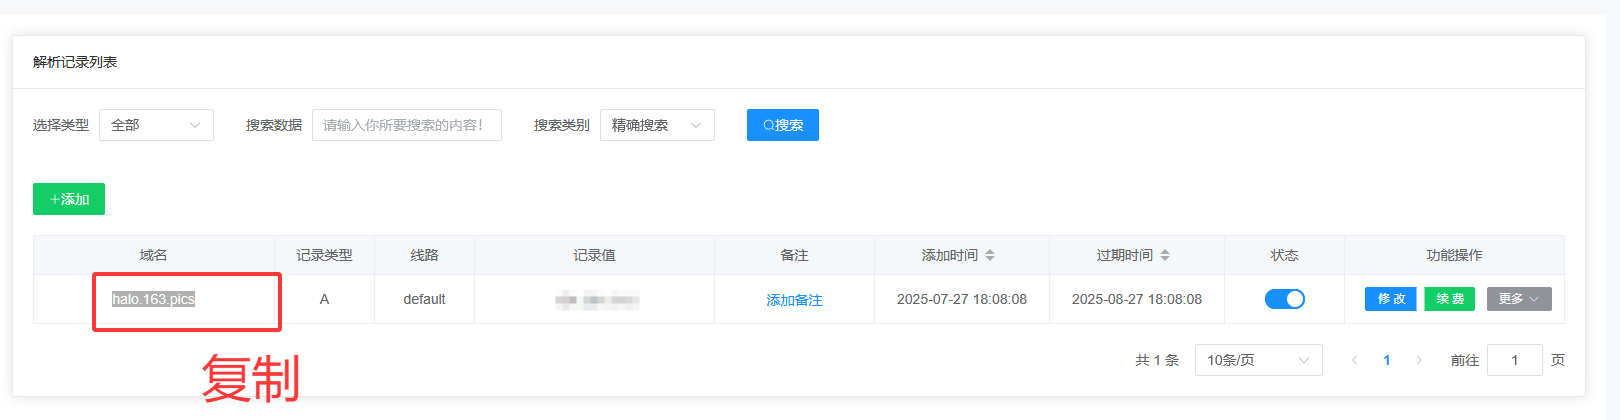 解析记录列表
选择类型 全部 搜索数据 请输入你所要搜索的内容! 搜索类别 精确搜索 搜索
+添加
域名 记录类型 线路 记录值 备注 添加时间 过期时间 状态 功能操作
halo.163.pics A default 添加备注 2025-07-27 18:08:08 2025-08-27 18:08:08 修改 续费 更多
共 1 条 10条/页 1 前往 1 页
复制